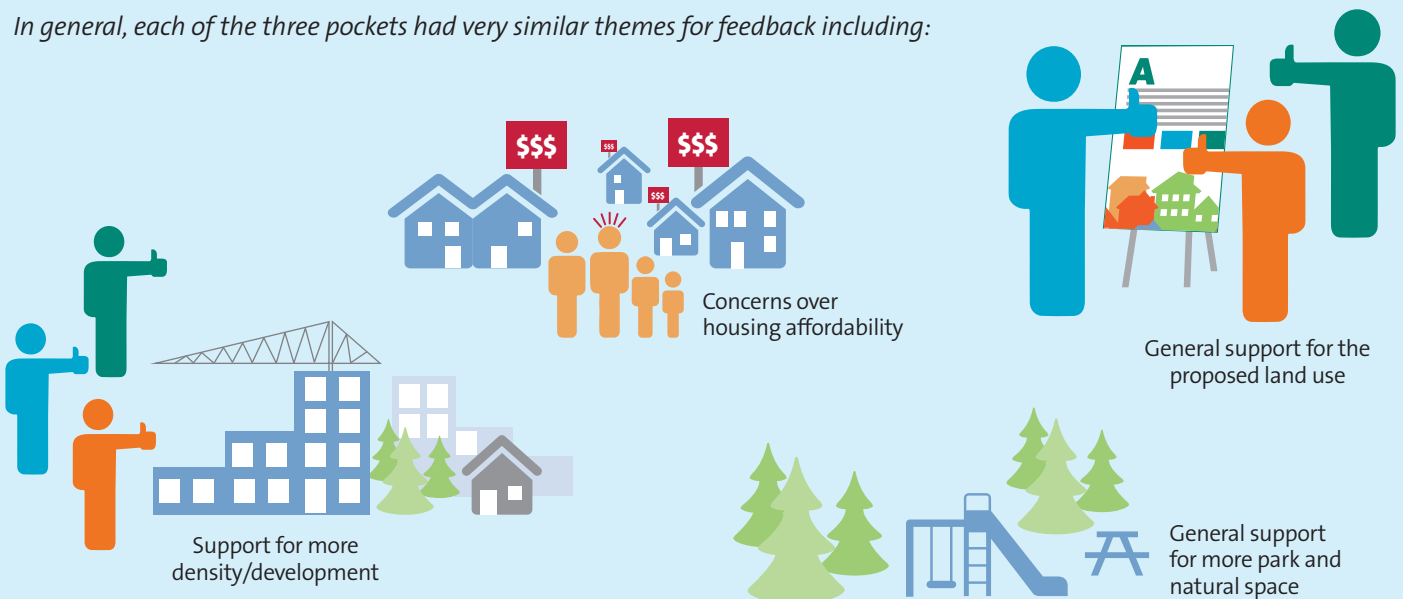 In general, each of the three pockets had very similar themes for feedback including:
A
$$$
$$$
$$$
$$$
Concerns over
housing affordability
General support for the
proposed land use
Support for more
density/development
General support
for more park and
natural space